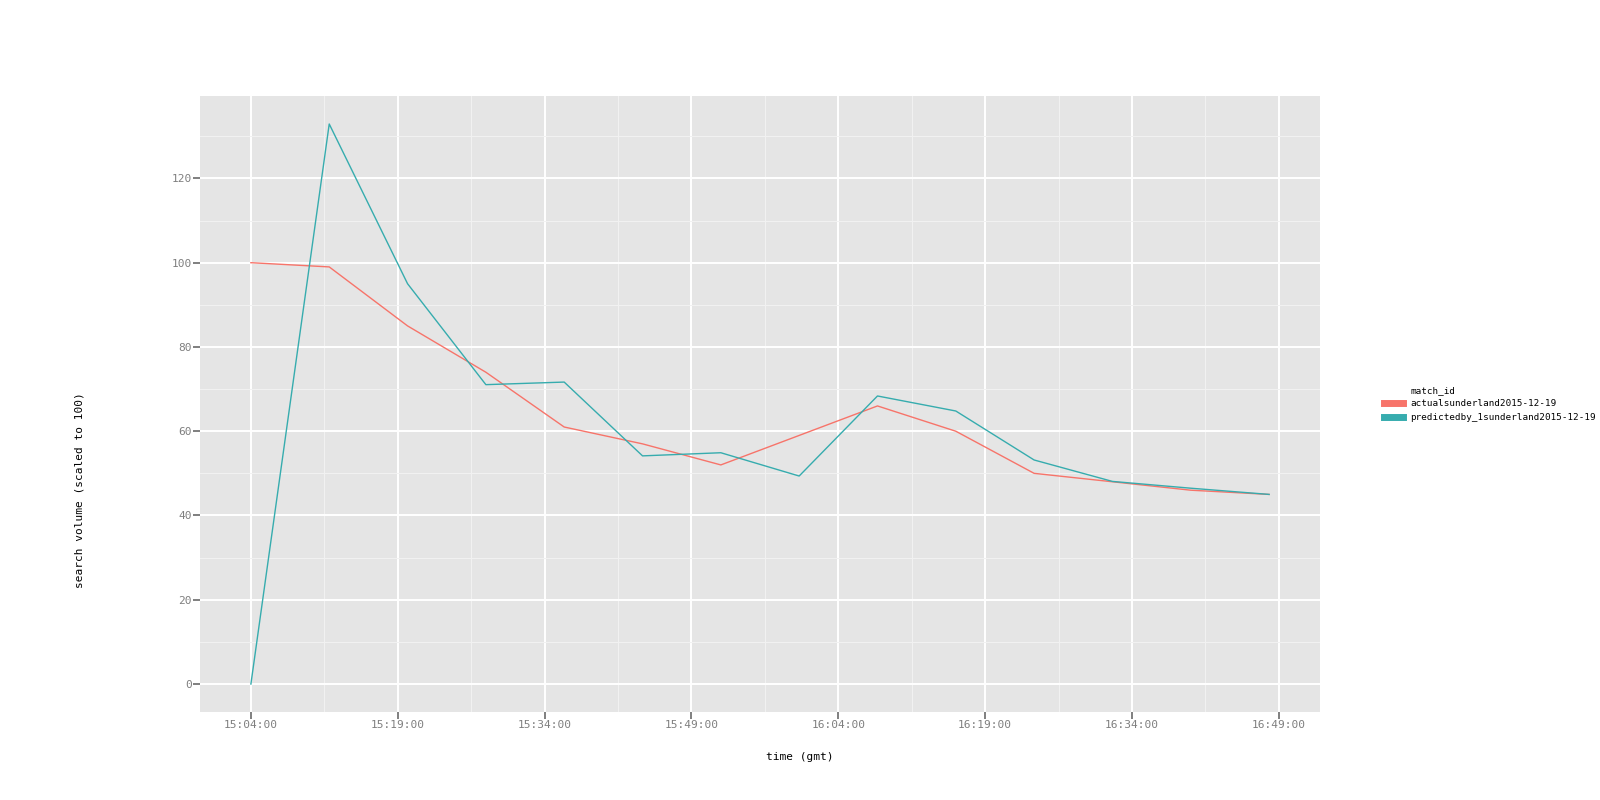 120
100
80
60
40
20
0
search volume (scaled to 100)
15:04:00 15:19:00 15:34:00 15:49:00 16:04:00 16:19:00 16:34:00 16:49:00
time (gmt)
match_id
actualsunderland2015-12-19
predictedby_1sunderland2015-12-19